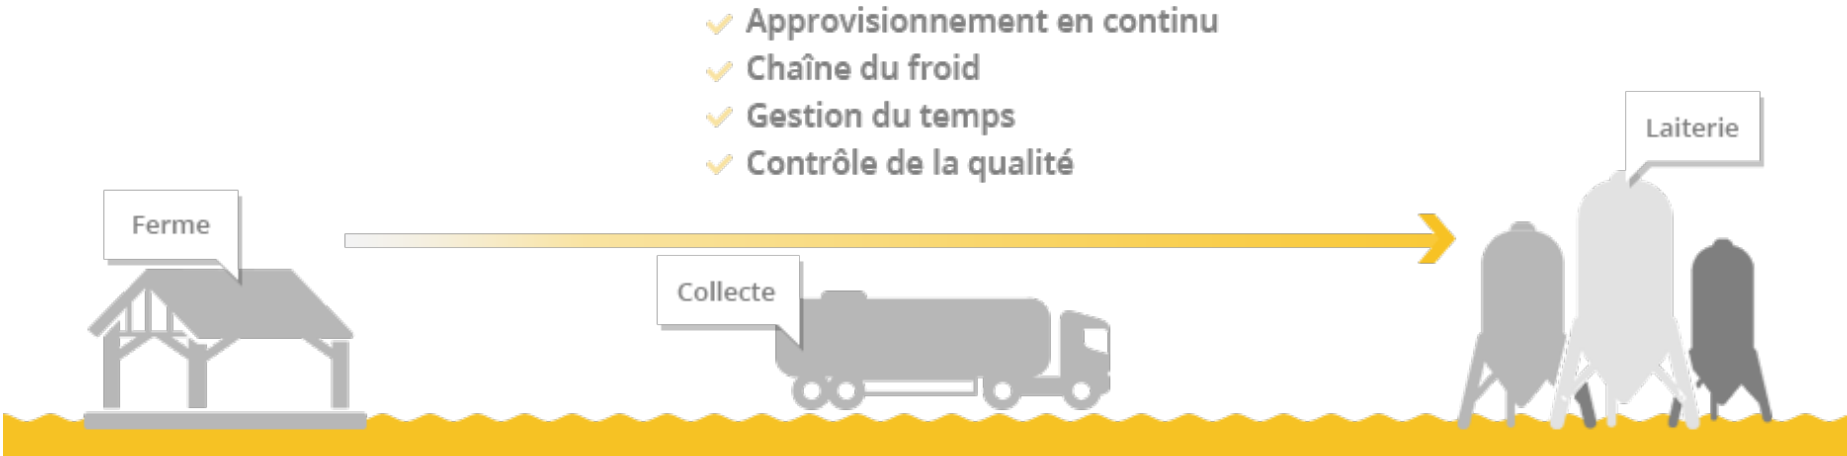 Approvisionnement en continu
Chaîne du froid
Gestion du temps
Contrôle de la qualité
Laiterie
Ferme
Collecte